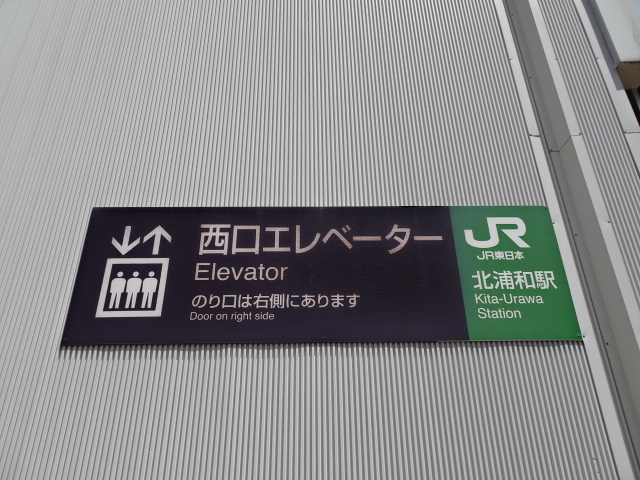 西口エレベーター
Elevator
のり口は右側にあります
Door on right side
JR
JR東日本
北浦和駅
Kita-Urawa
Station